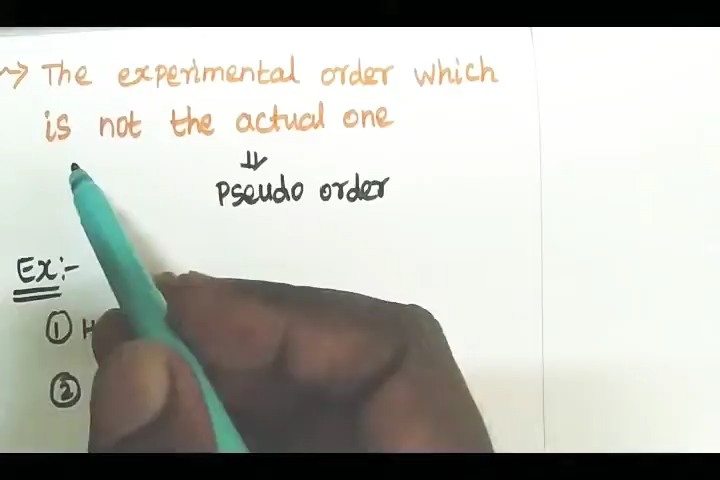 ~> The experimental order which
is not the actual one
⇓
Pseudo order
Ex:-
① H
②